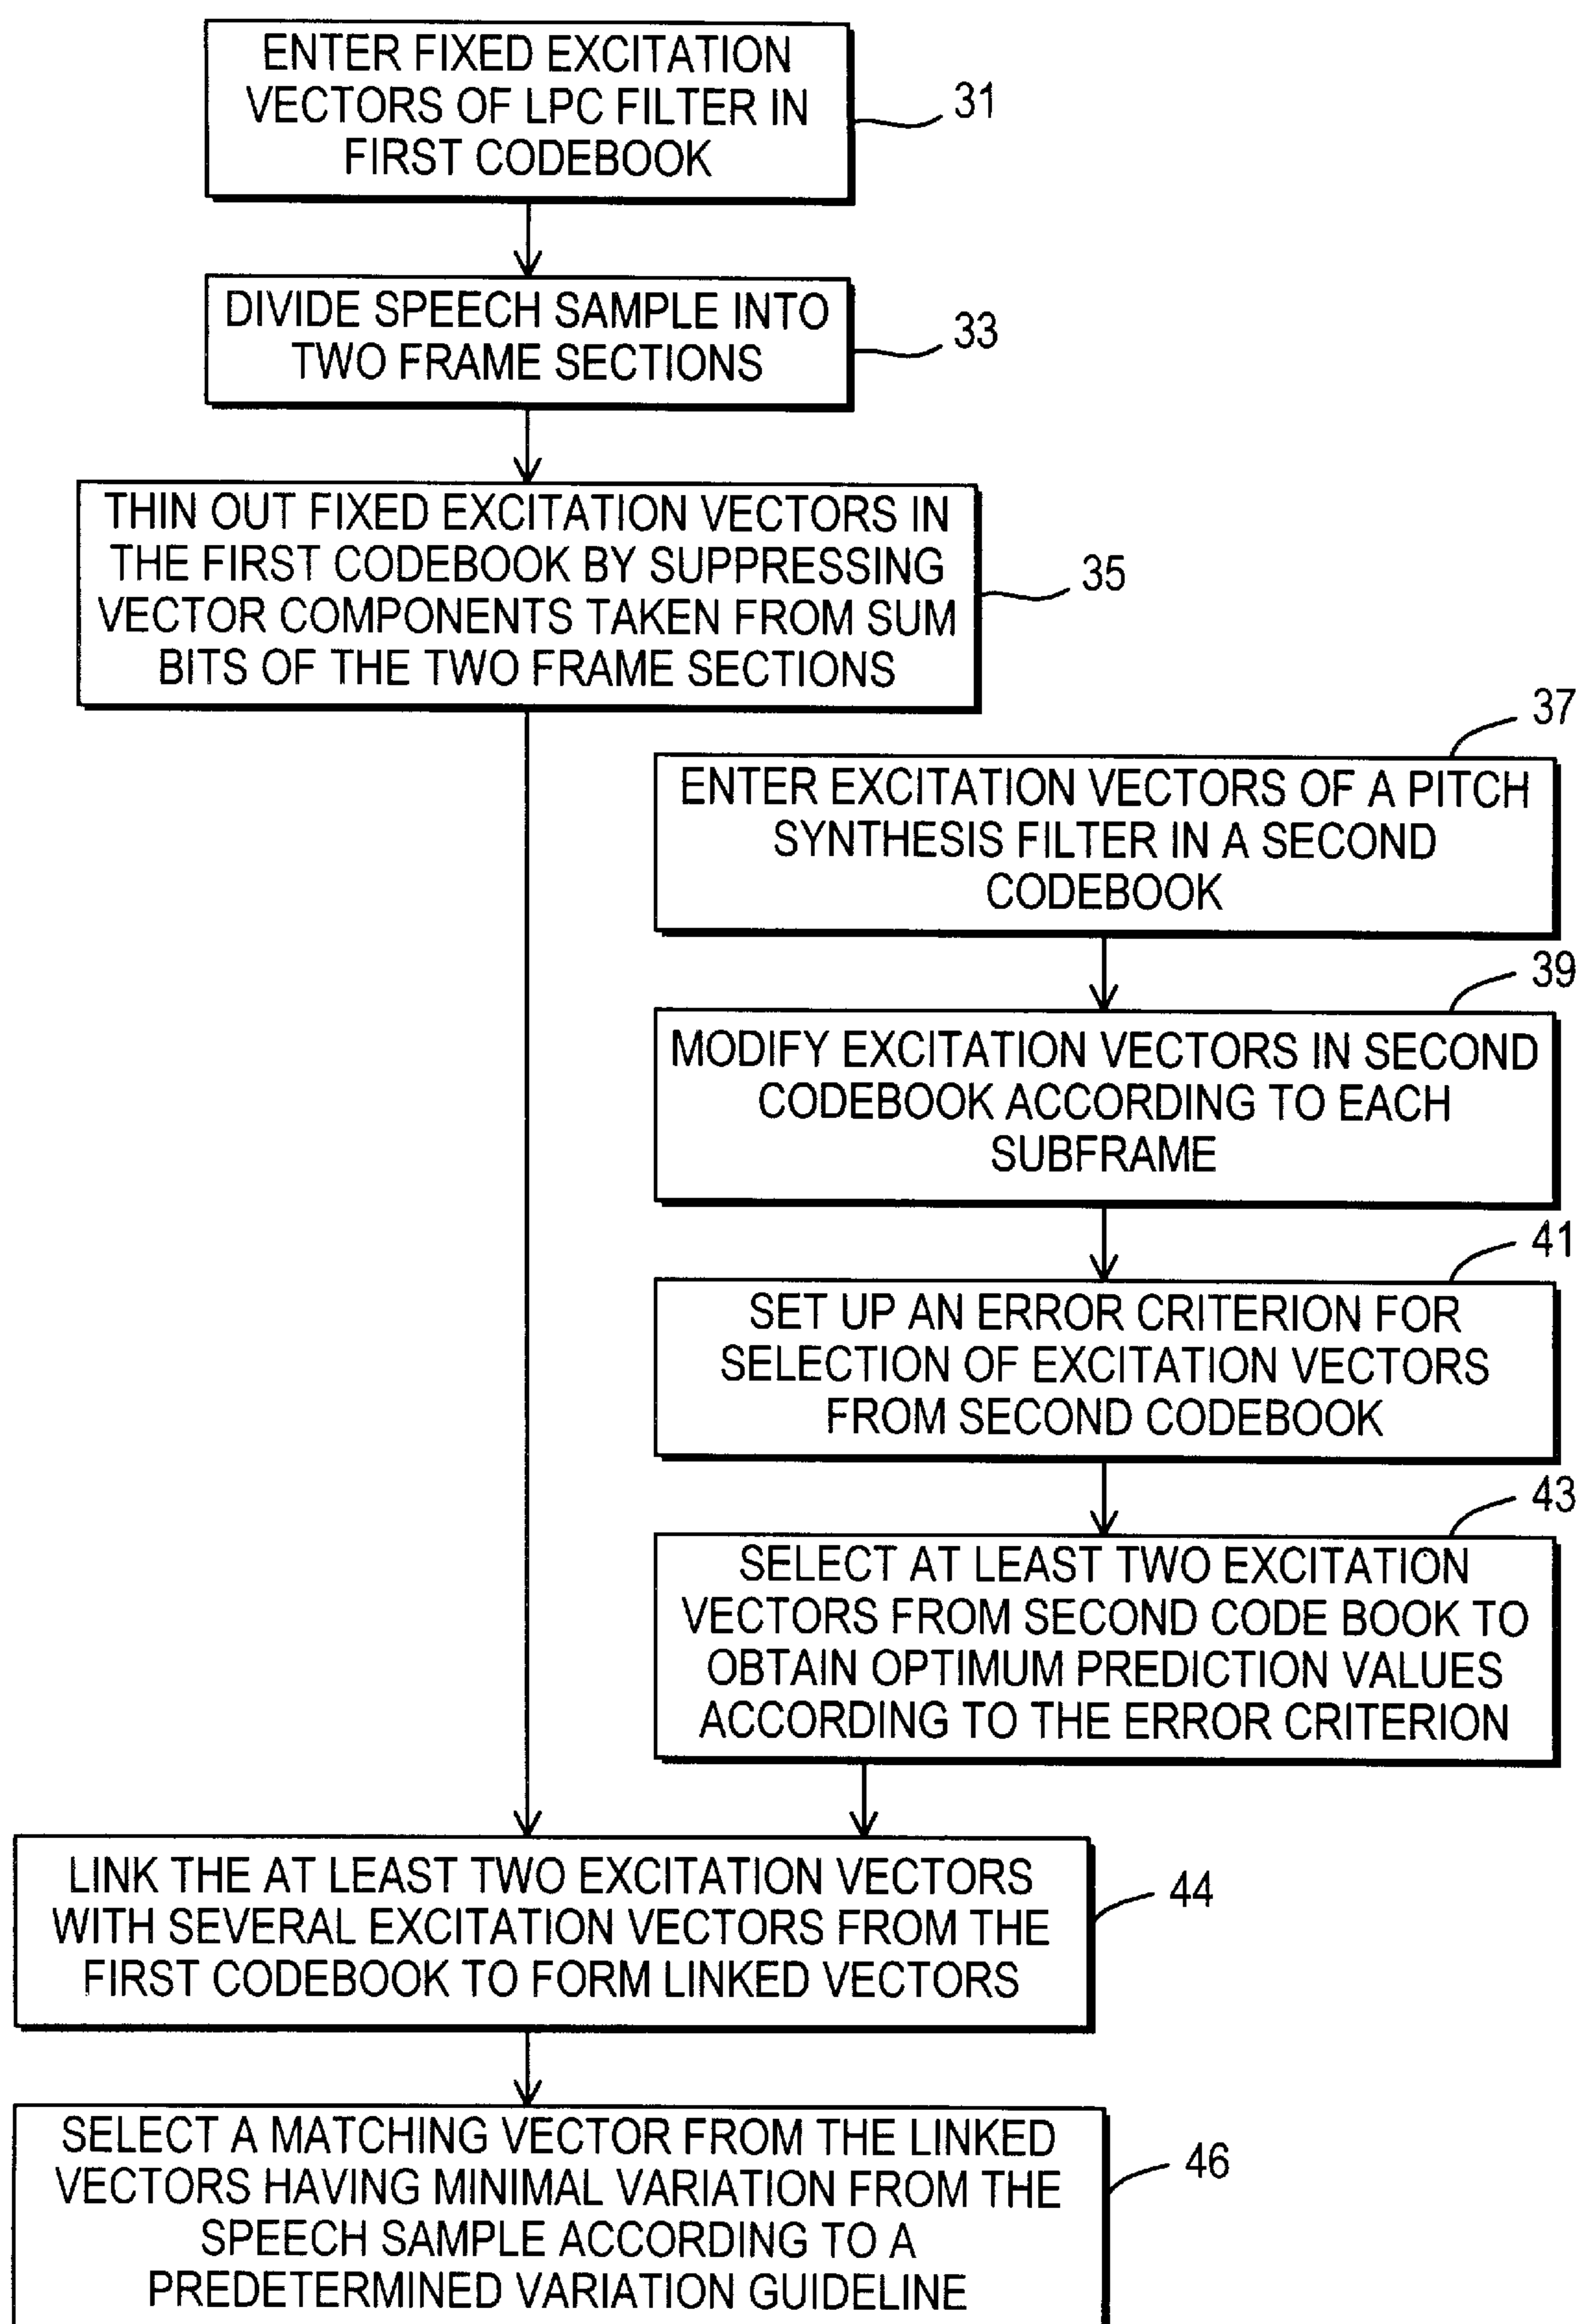 ENTER FIXED EXCITATION
VECTORS OF LPC FILTER IN
FIRST CODEBOOK
31
DIVIDE SPEECH SAMPLE INTO
TWO FRAME SECTIONS
33
THIN OUT FIXED EXCITATION VECTORS IN
THE FIRST CODEBOOK BY SUPPRESSING
VECTOR COMPONENTS TAKEN FROM SUM
BITS OF THE TWO FRAME SECTIONS
35
37
ENTER EXCITATION VECTORS OF A PITCH
SYNTHESIS FILTER IN A SECOND
CODEBOOK
39
MODIFY EXCITATION VECTORS IN SECOND
CODEBOOK ACCORDING TO EACH
SUBFRAME
41
SET UP AN ERROR CRITERION FOR
SELECTION OF EXCITATION VECTORS
FROM SECOND CODEBOOK
43
SELECT AT LEAST TWO EXCITATION
VECTORS FROM SECOND CODE BOOK TO
OBTAIN OPTIMUM PREDICTION VALUES
ACCORDING TO THE ERROR CRITERION
LINK THE AT LEAST TWO EXCITATION VECTORS
WITH SEVERAL EXCITATION VECTORS FROM THE
FIRST CODEBOOK TO FORM LINKED VECTORS
44
SELECT A MATCHING VECTOR FROM THE LINKED
VECTORS HAVING MINIMAL VARIATION FROM THE
SPEECH SAMPLE ACCORDING TO A
PREDETERMINED VARIATION GUIDELINE
46